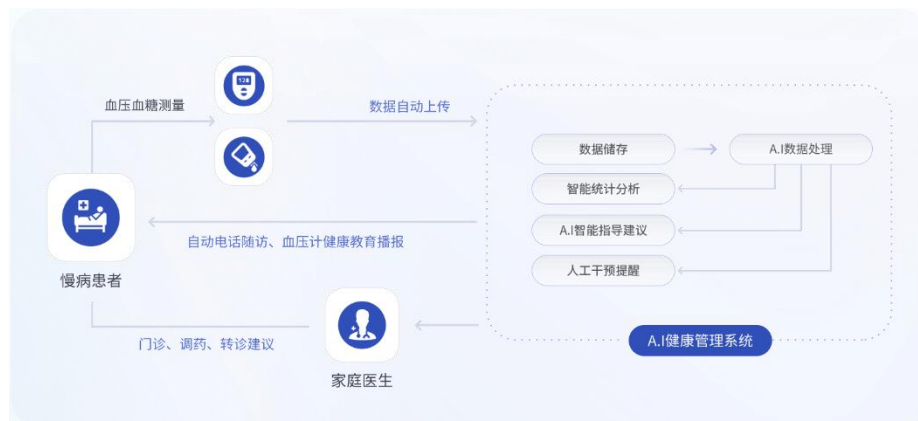 血压血糖测量
数据自动上传
数据储存
A.I数据处理
智能统计分析
A.I智能指导建议
人工干预提醒
自动电话随访、血压计健康教育播报
慢病患者
门诊、调药、转诊建议
家庭医生
A.I健康管理系统